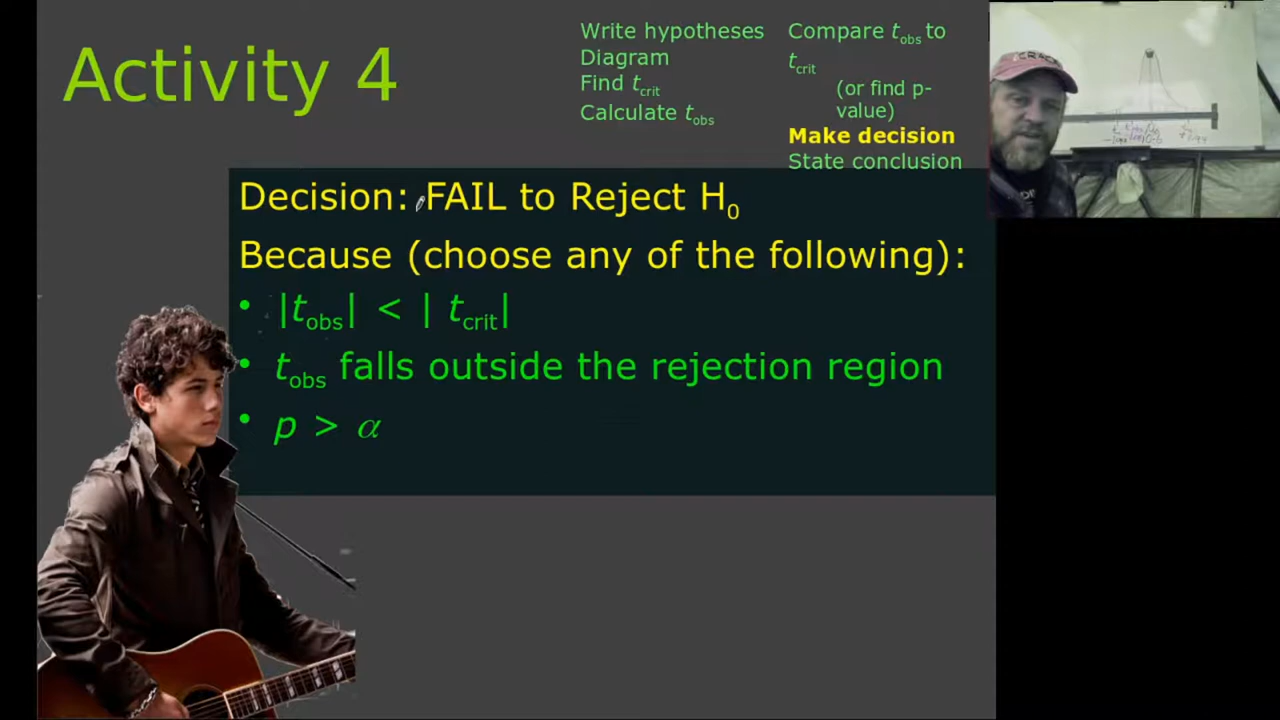 Activity 4
Write hypotheses
Diagram
Find tcrit
Calculate tobs
Compare tobs to
tcrit
(or find p-
value)
Make decision
State conclusion
Decision: FAIL to Reject H0
Because (choose any of the following):
• |tobs| < | tcrit|
• tobs falls outside the rejection region
• p > α